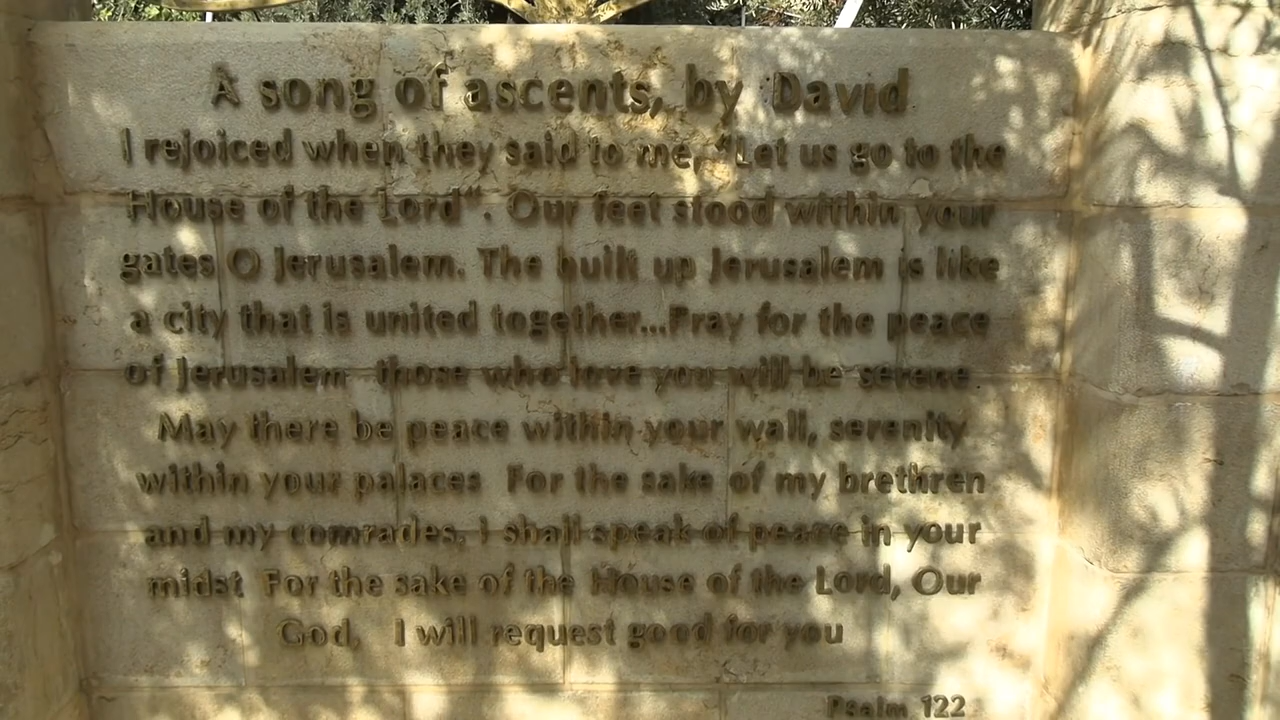 A song of ascents, by David
I rejoiced when they said to me, "Let us go to the
House of the Lord". Our feet stood within your
gates O Jerusalem. The built up Jerusalem is like
a city that is united together...Pray for the peace
of Jerusalem those who love you will be serene
May there be peace within your wall, serenity
within your palaces For the sake of my brethren
and my comrades, I shall speak of peace in your
midst For the sake of the House of the Lord, Our
God, I will request good for you
Psalm 122